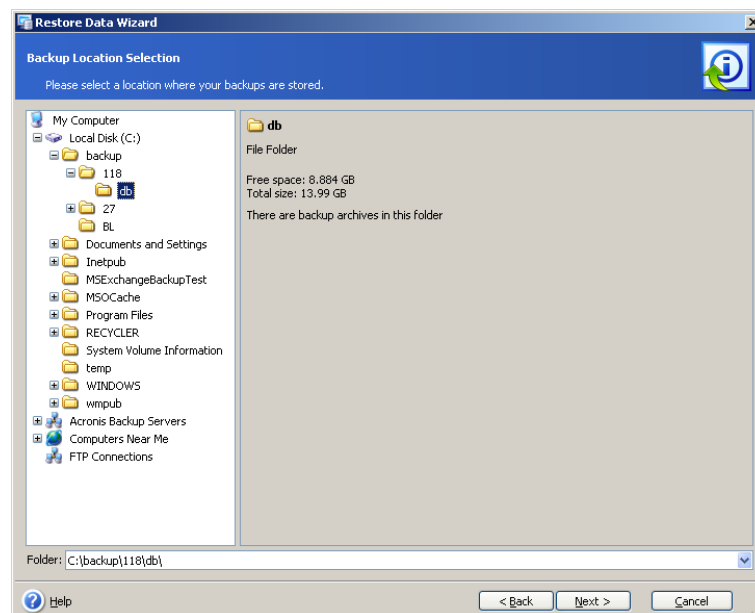 Restore Data Wizard
Backup Location Selection
Please select a location where your backups are stored.
My Computer
Local Disk (C:)
backup
118
db
27
BL
Documents and Settings
Inetpub
MSExchangeBackupTest
MSOCache
Program Files
RECYCLER
System Volume Information
temp
WINDOWS
wmpub
Acronis Backup Servers
Computers Near Me
FTP Connections
db
File Folder
Free space: 8.884 GB
Total size: 13.99 GB
There are backup archives in this folder
Folder: C:\backup\118\db\
Help
< Back
Next >
Cancel